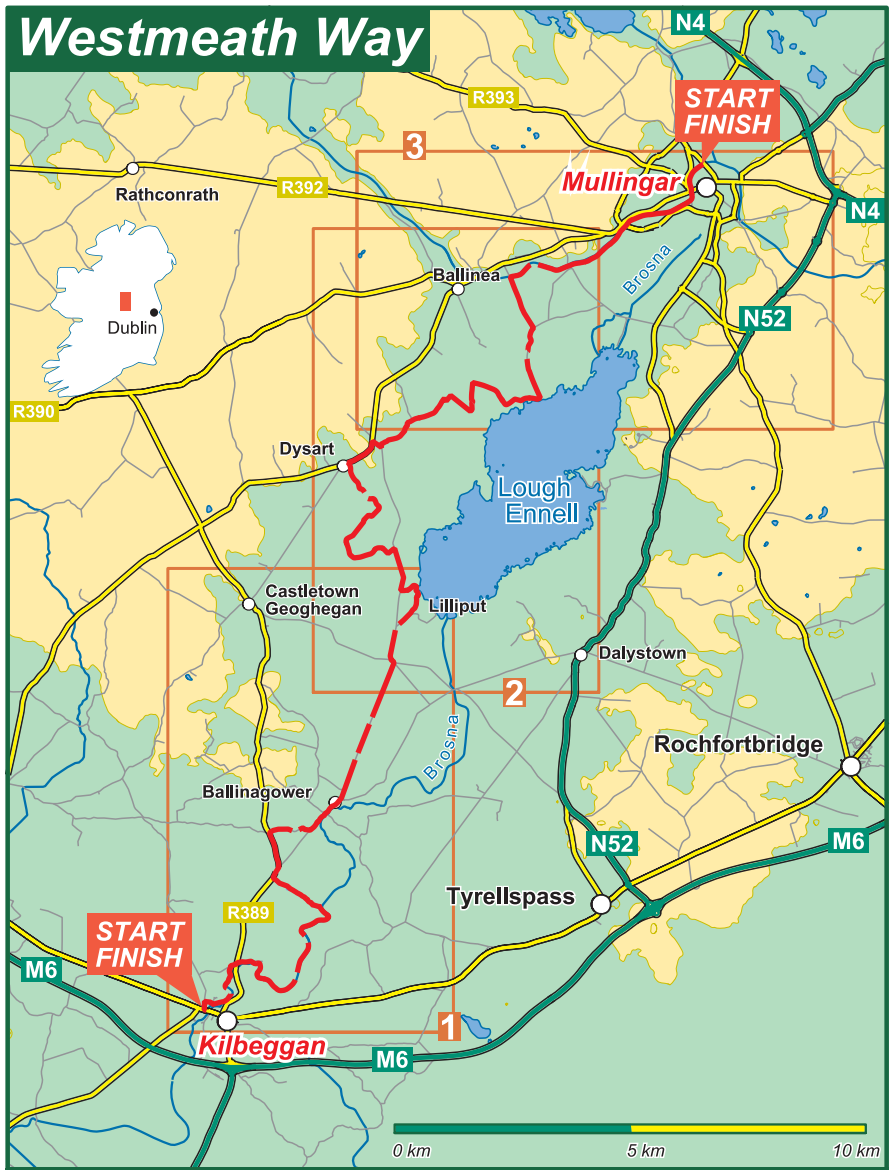 Westmeath Way
N4
R393
START
FINISH
3
Mullingar
Rathconrath
R392
N4
Brosna
Ballinea
Dublin
N52
R390
Dysart
Lough
Ennell
Castletown
Geoghegan
Lilliput
Dalystown
2
Brosna
Rochfortbridge
Ballinagower
N52
M6
Tyrellspass
R389
START
FINISH
M6
1
Kilbeggan
M6
0 km
5 km
10 km